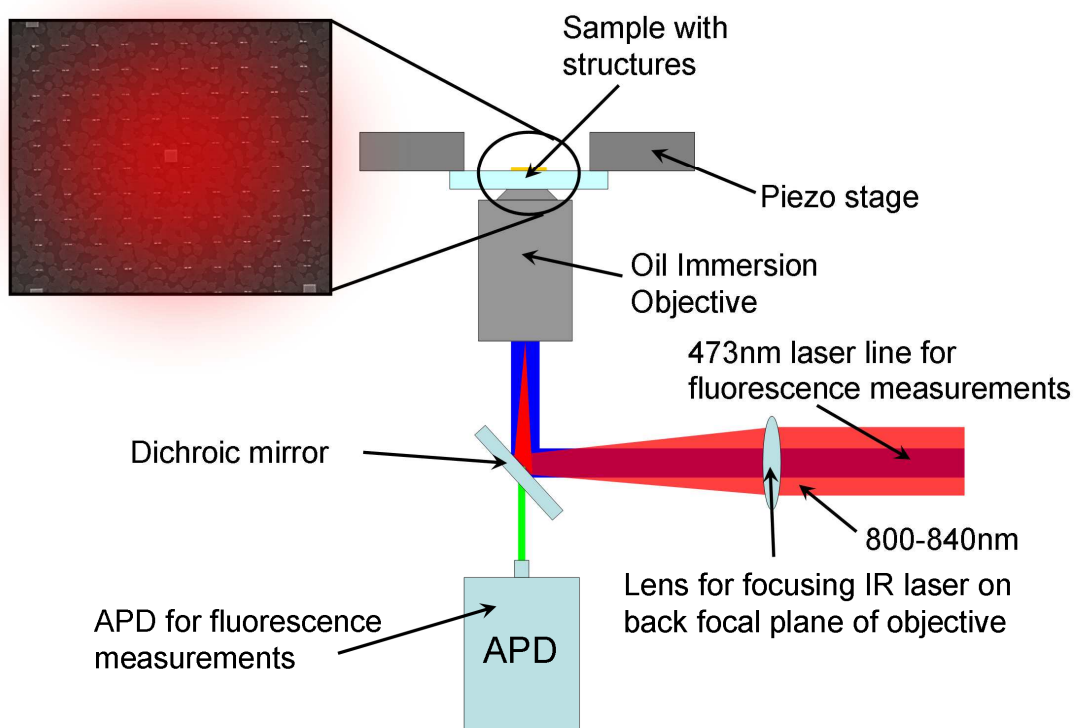 Sample with
structures
Piezo stage
Oil Immersion
Objective
473nm laser line for
fluorescence measurements
Dichroic mirror
800-840nm
Lens for focusing IR laser on
back focal plane of objective
APD for fluorescence
measurements
APD